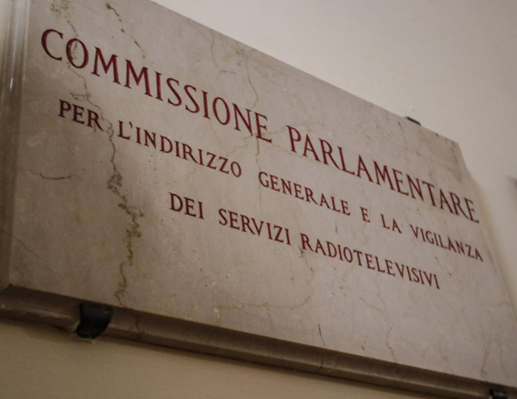 COMMISSIONE PARLAMENTARE
PER L'INDIRIZZO GENERALE E LA VIGILANZA
DEI SERVIZI RADIOTELEVISIVI